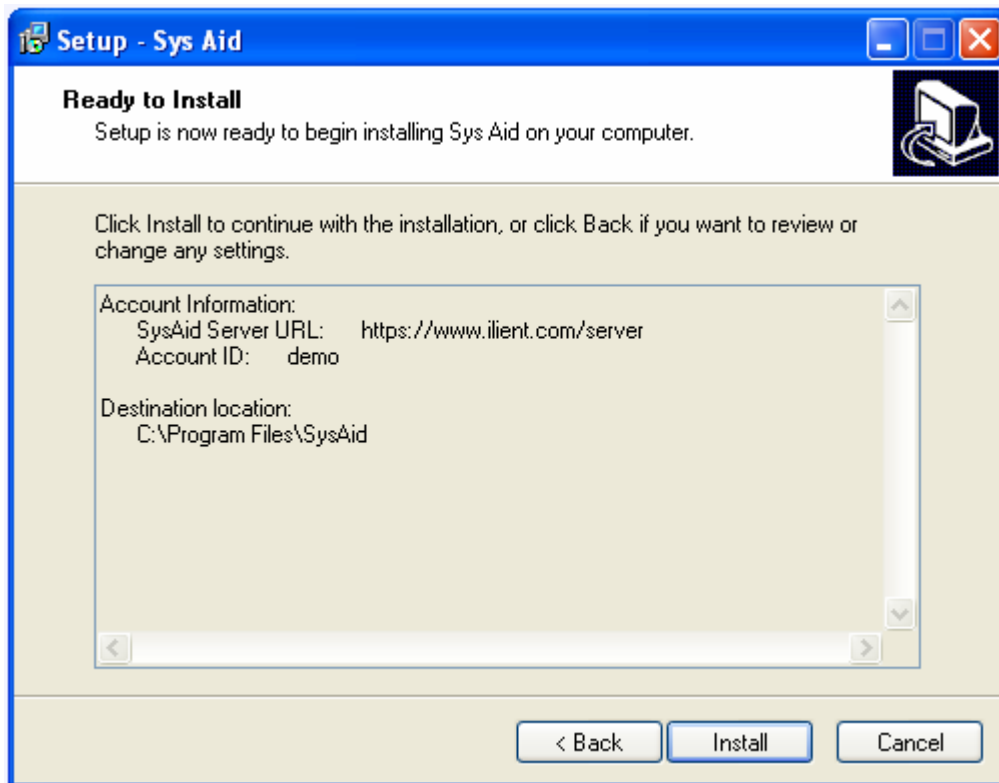 Setup - Sys Aid
Ready to Install
Setup is now ready to begin installing Sys Aid on your computer.
Click Install to continue with the installation, or click Back if you want to review or
change any settings.
Account Information:
SysAid Server URL: https://www.ilient.com/server
Account ID: demo
Destination location:
C:\Program Files\SysAid
< Back Install Cancel